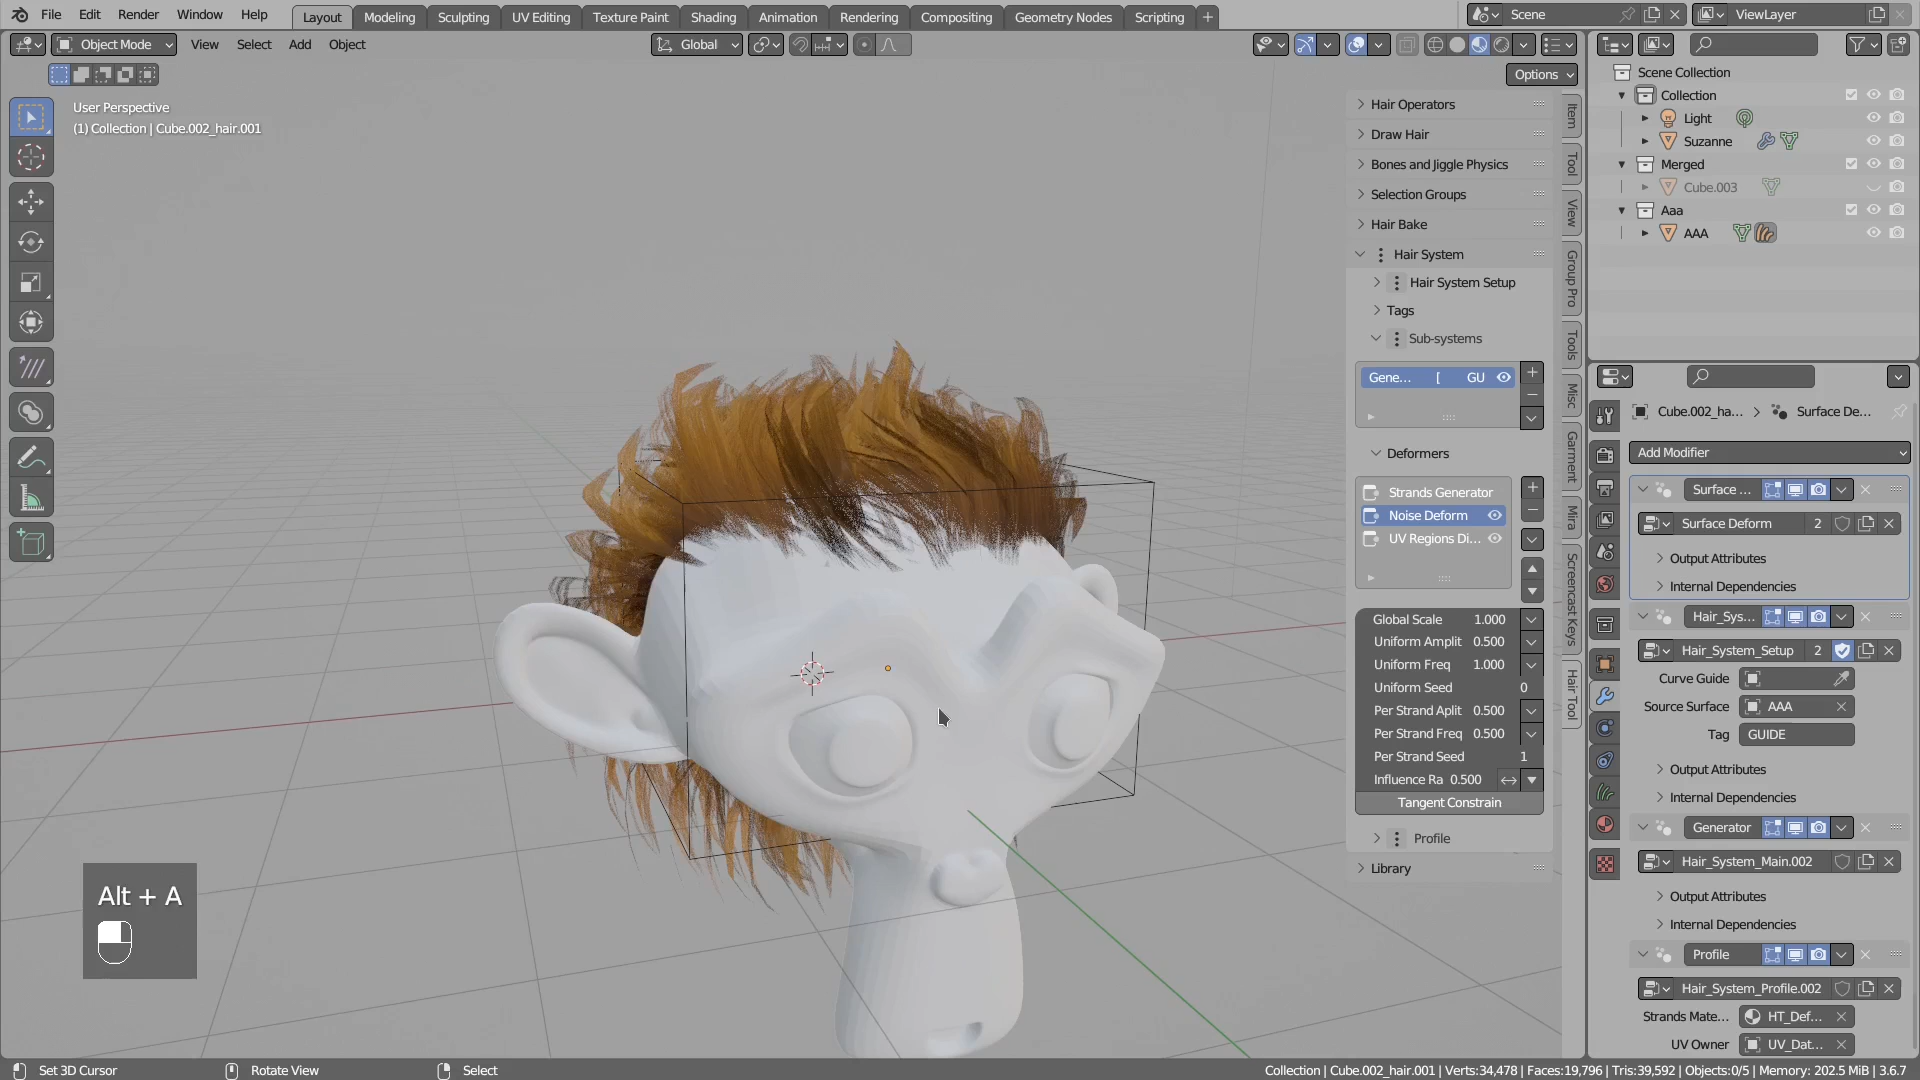 File Edit Render Window Help Layout Modeling Sculpting UV Editing Texture Paint Shading Animation Rendering Compositing Geometry Nodes Scripting + Scene ViewLayer
Object Mode View Select Add Object Global
Options
User Perspective
(1) Collection | Cube.002_hair.001
Hair Operators
Draw Hair
Bones and Jiggle Physics
Selection Groups
Hair Bake
Hair System
Hair System Setup
Tags
Sub-systems
Gene... [ GU
Deformers
Strands Generator
Noise Deform
UV Regions Di...
Global Scale 1.000
Uniform Amplit 0.500
Uniform Freq 1.000
Uniform Seed 0
Per Strand Aplit 0.500
Per Strand Freq 0.500
Per Strand Seed 1
Influence Ra 0.500
Tangent Constrain
Profile
Library
Item
Tool
View
Group Pro
Tools
Misc
Garment
Mira
Screencast Keys
Hair Tool
Scene Collection
Collection
Light
Suzanne
Merged
Cube.003
Aaa
AAA
Cube.002_ha... > Surface De...
Add Modifier
Surface ...
Surface Deform 2
Output Attributes
Internal Dependencies
Hair_Sys...
Hair_System_Setup 2
Curve Guide
Source Surface AAA
Tag GUIDE
Output Attributes
Internal Dependencies
Generator
Hair_System_Main.002
Output Attributes
Internal Dependencies
Profile
Hair_System_Profile.002
Strands Mate... HT_Def...
UV Owner UV_Dat...
Alt + A
Set 3D Cursor Rotate View Select Collection | Cube.002_hair.001 | Verts:34,478 | Faces:19,796 | Tris:39,592 | Objects:0/5 | Memory: 202.5 MiB | 3.6.7